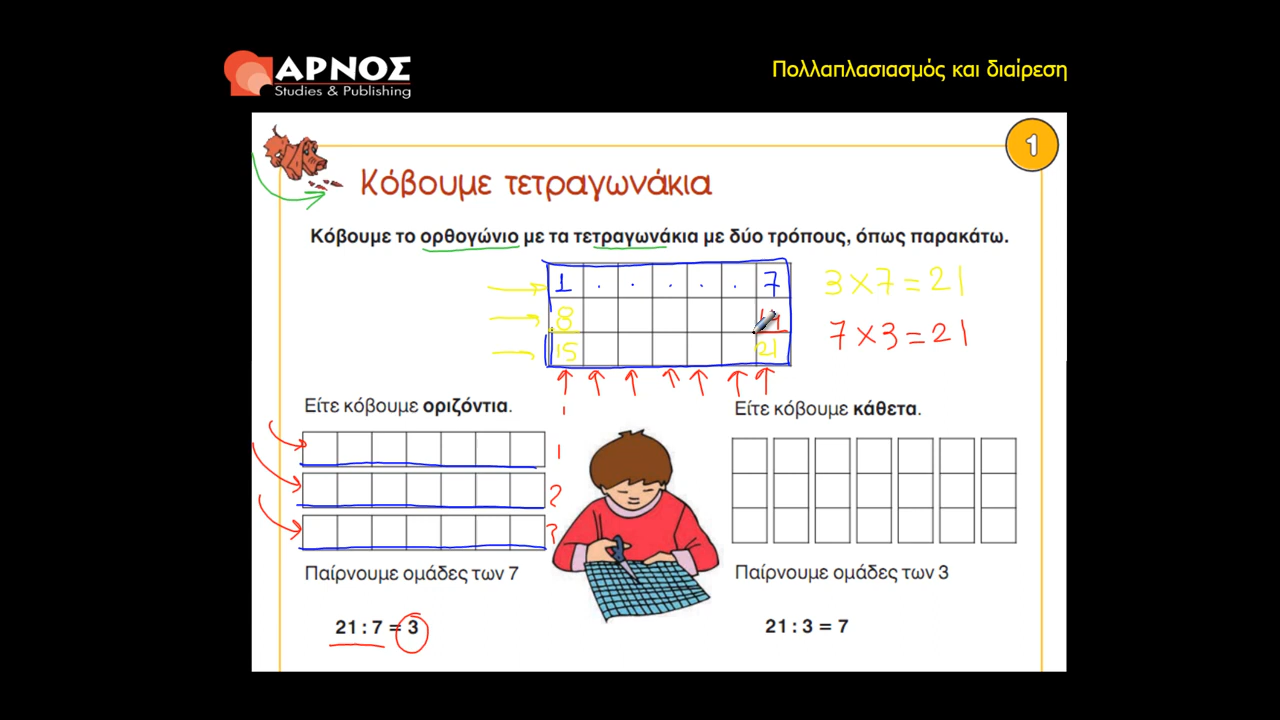 ΑΡΝΟΣ
Studies & Publishing
Πολλαπλασιασμός και διαίρεση
1
Κόβουμε τετραγωνάκια
Κόβουμε το ορθογώνιο με τα τετραγωνάκια με δύο τρόπους, όπως παρακάτω.
1 . . . . . 7
8 14
15 21
3 × 7 = 21
7 × 3 = 21
Είτε κόβουμε οριζόντια.
1
2
3
Παίρνουμε ομάδες των 7
21 : 7 = 3
Είτε κόβουμε κάθετα.
Παίρνουμε ομάδες των 3
21 : 3 = 7